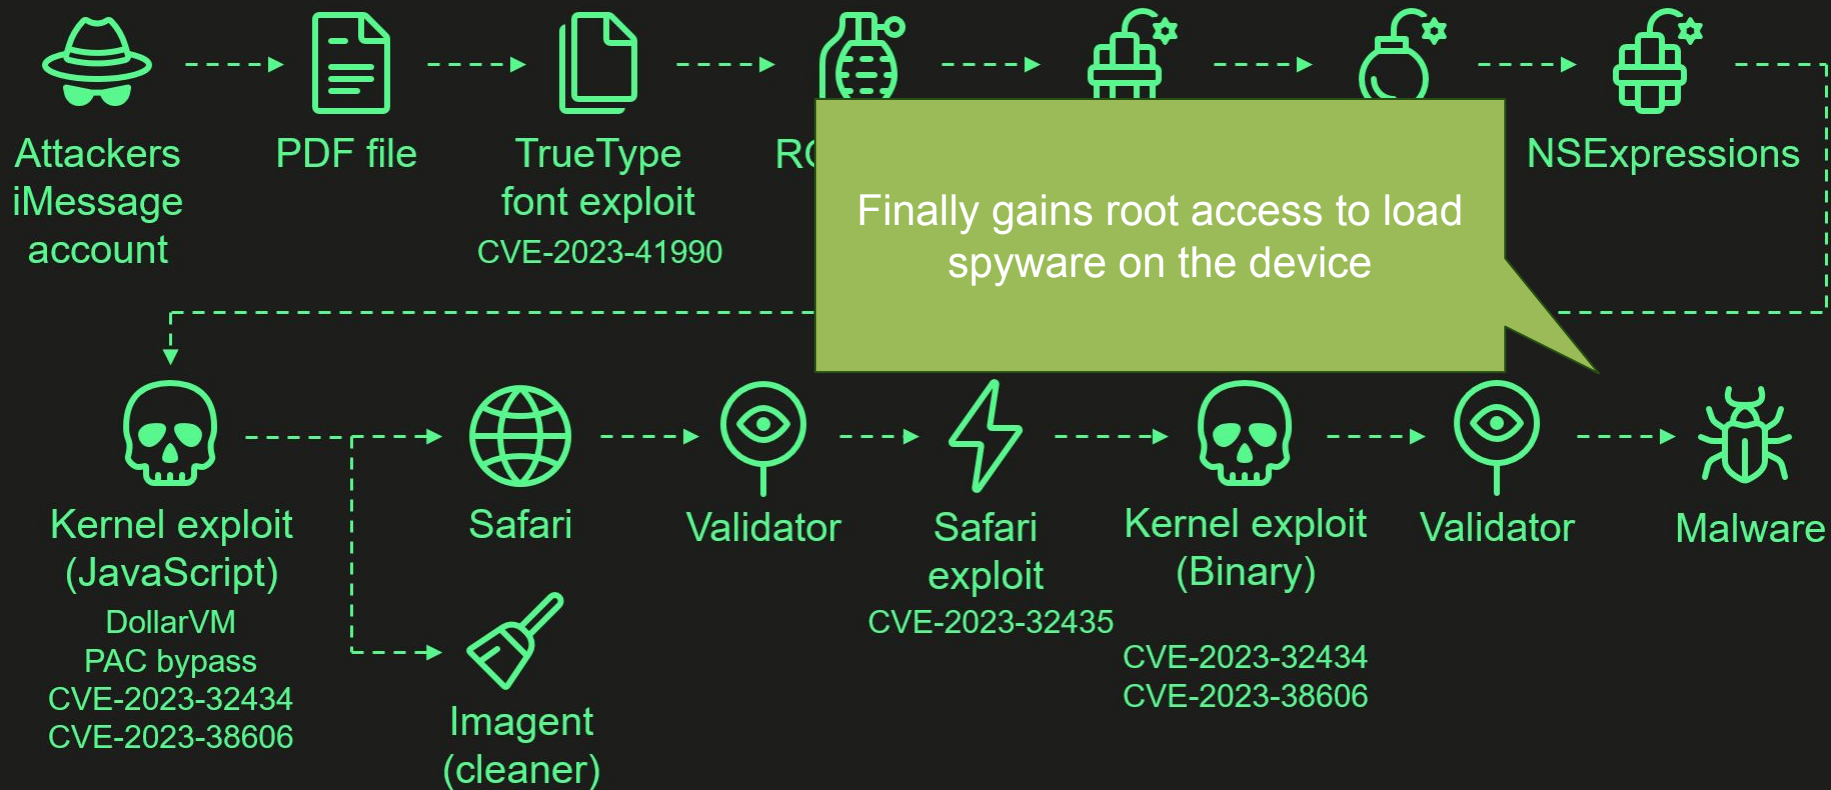 Attackers
iMessage
account
PDF file
TrueType
font exploit
CVE-2023-41990
NSExpressions
Finally gains root access to load
spyware on the device
Kernel exploit
(JavaScript)
DollarVM
PAC bypass
CVE-2023-32434
CVE-2023-38606
Safari
Imagent
(cleaner)
Validator
Safari
exploit
CVE-2023-32435
Kernel exploit
(Binary)
CVE-2023-32434
CVE-2023-38606
Validator
Malware